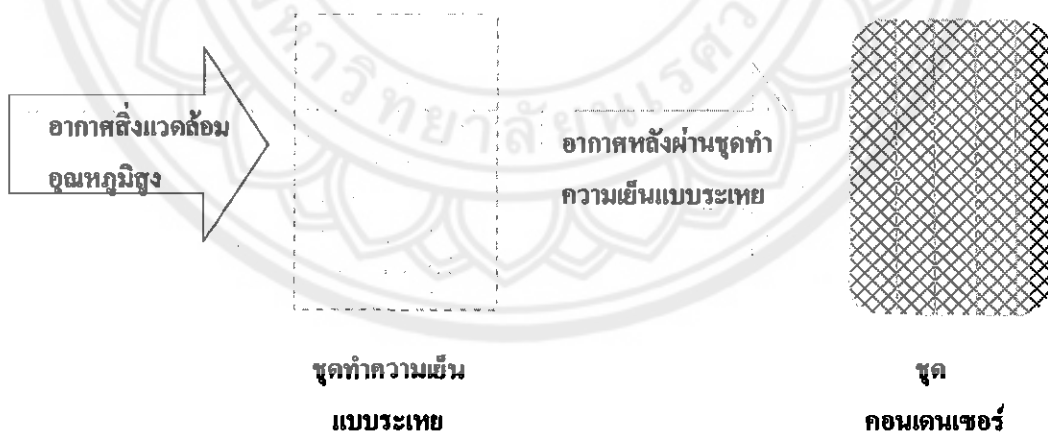 อากาศสิ่งแวดล้อม
อุณหภูมิสูง
อากาศหลังผ่านชุดทำ
ความเย็นแบบระเหย
ชุดทำความเย็น
แบบระเหย
ชุด
คอนเดนเซอร์